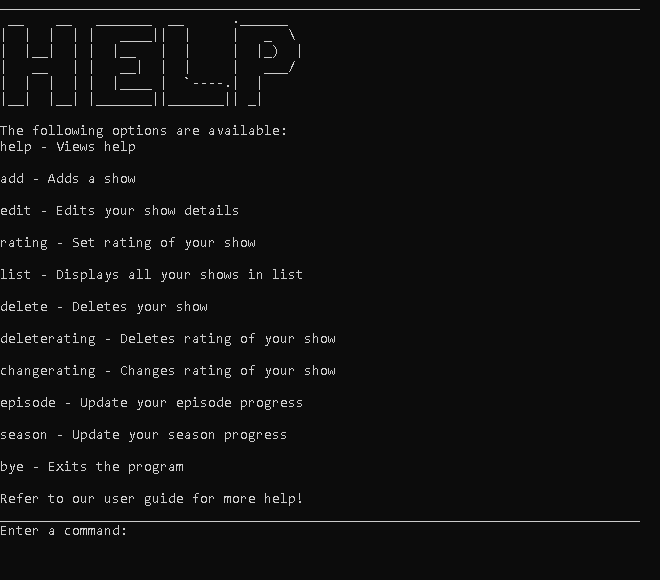 HELP
The following options are available:
help - Views help
add - Adds a show
edit - Edits your show details
rating - Set rating of your show
list - Displays all your shows in list
delete - Deletes your show
deleterating - Deletes rating of your show
changerating - Changes rating of your show
episode - Update your episode progress
season - Update your season progress
bye - Exits the program
Refer to our user guide for more help!
Enter a command: